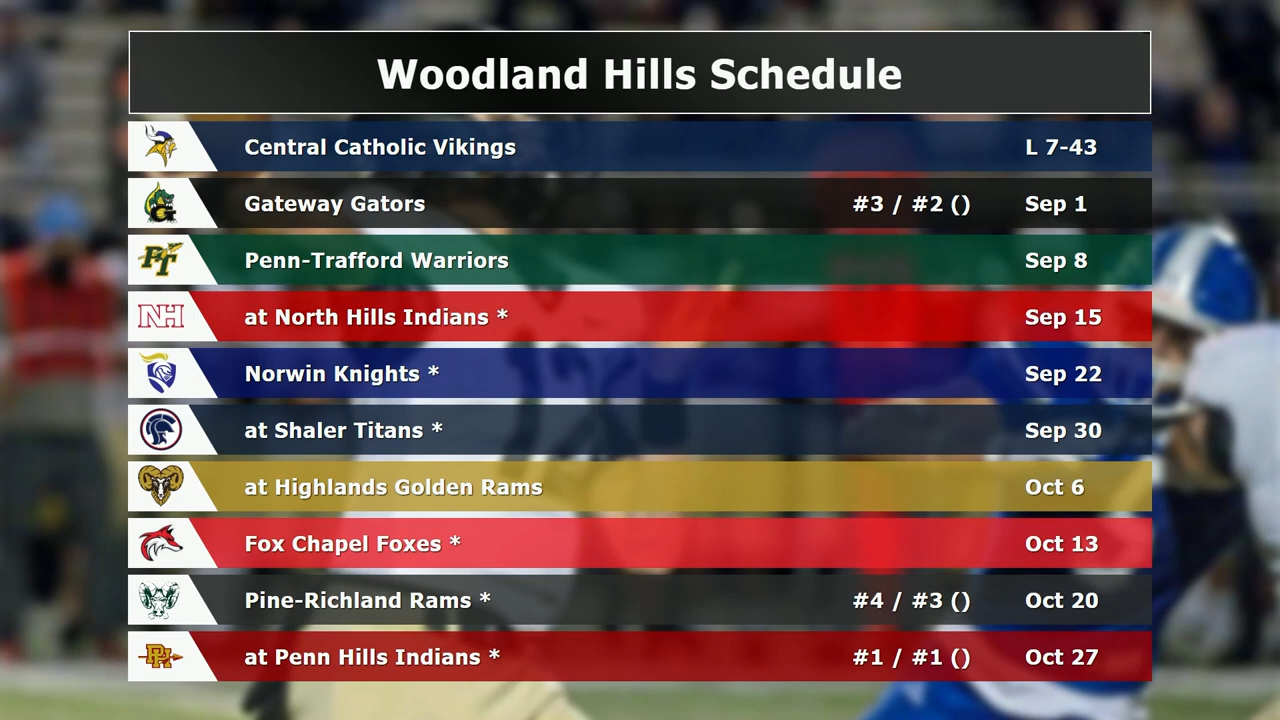 Woodland Hills Schedule
Central Catholic Vikings L 7-43
Gateway Gators #3 / #2 () Sep 1
PT Penn-Trafford Warriors Sep 8
NH at North Hills Indians * Sep 15
Norwin Knights * Sep 22
at Shaler Titans * Sep 30
at Highlands Golden Rams Oct 6
Fox Chapel Foxes * Oct 13
Pine-Richland Rams * #4 / #3 () Oct 20
PH at Penn Hills Indians * #1 / #1 () Oct 27